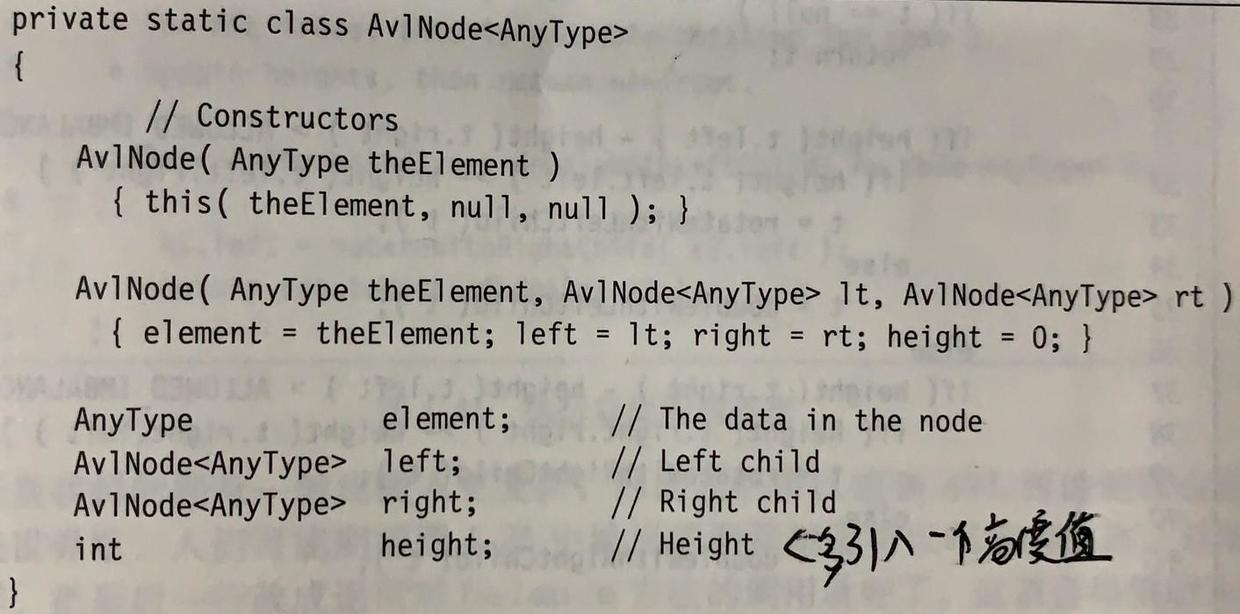 private static class AvlNode<AnyType>
{
// Constructors
AvlNode( AnyType theElement )
{ this( theElement, null, null ); }
AvlNode( AnyType theElement, AvlNode<AnyType> lt, AvlNode<AnyType> rt )
{ element = theElement; left = lt; right = rt; height = 0; }
AnyType element; // The data in the node
AvlNode<AnyType> left; // Left child
AvlNode<AnyType> right; // Right child
int height; // Height <多引入一个高度值
}